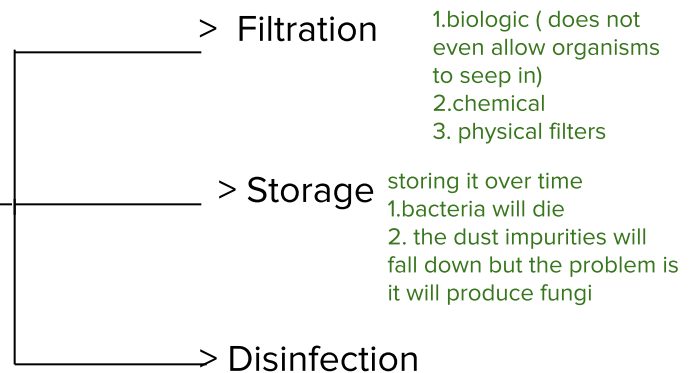 > Filtration
1.biologic ( does not
even allow organisms
to seep in)
2.chemical
3. physical filters
> Storage
storing it over time
1.bacteria will die
2. the dust impurities will
fall down but the problem is
it will produce fungi
> Disinfection